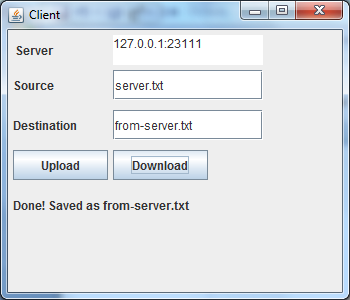 Client
Server 127.0.0.1:23111
Source server.txt
Destination from-server.txt
Upload Download
Done! Saved as from-server.txt